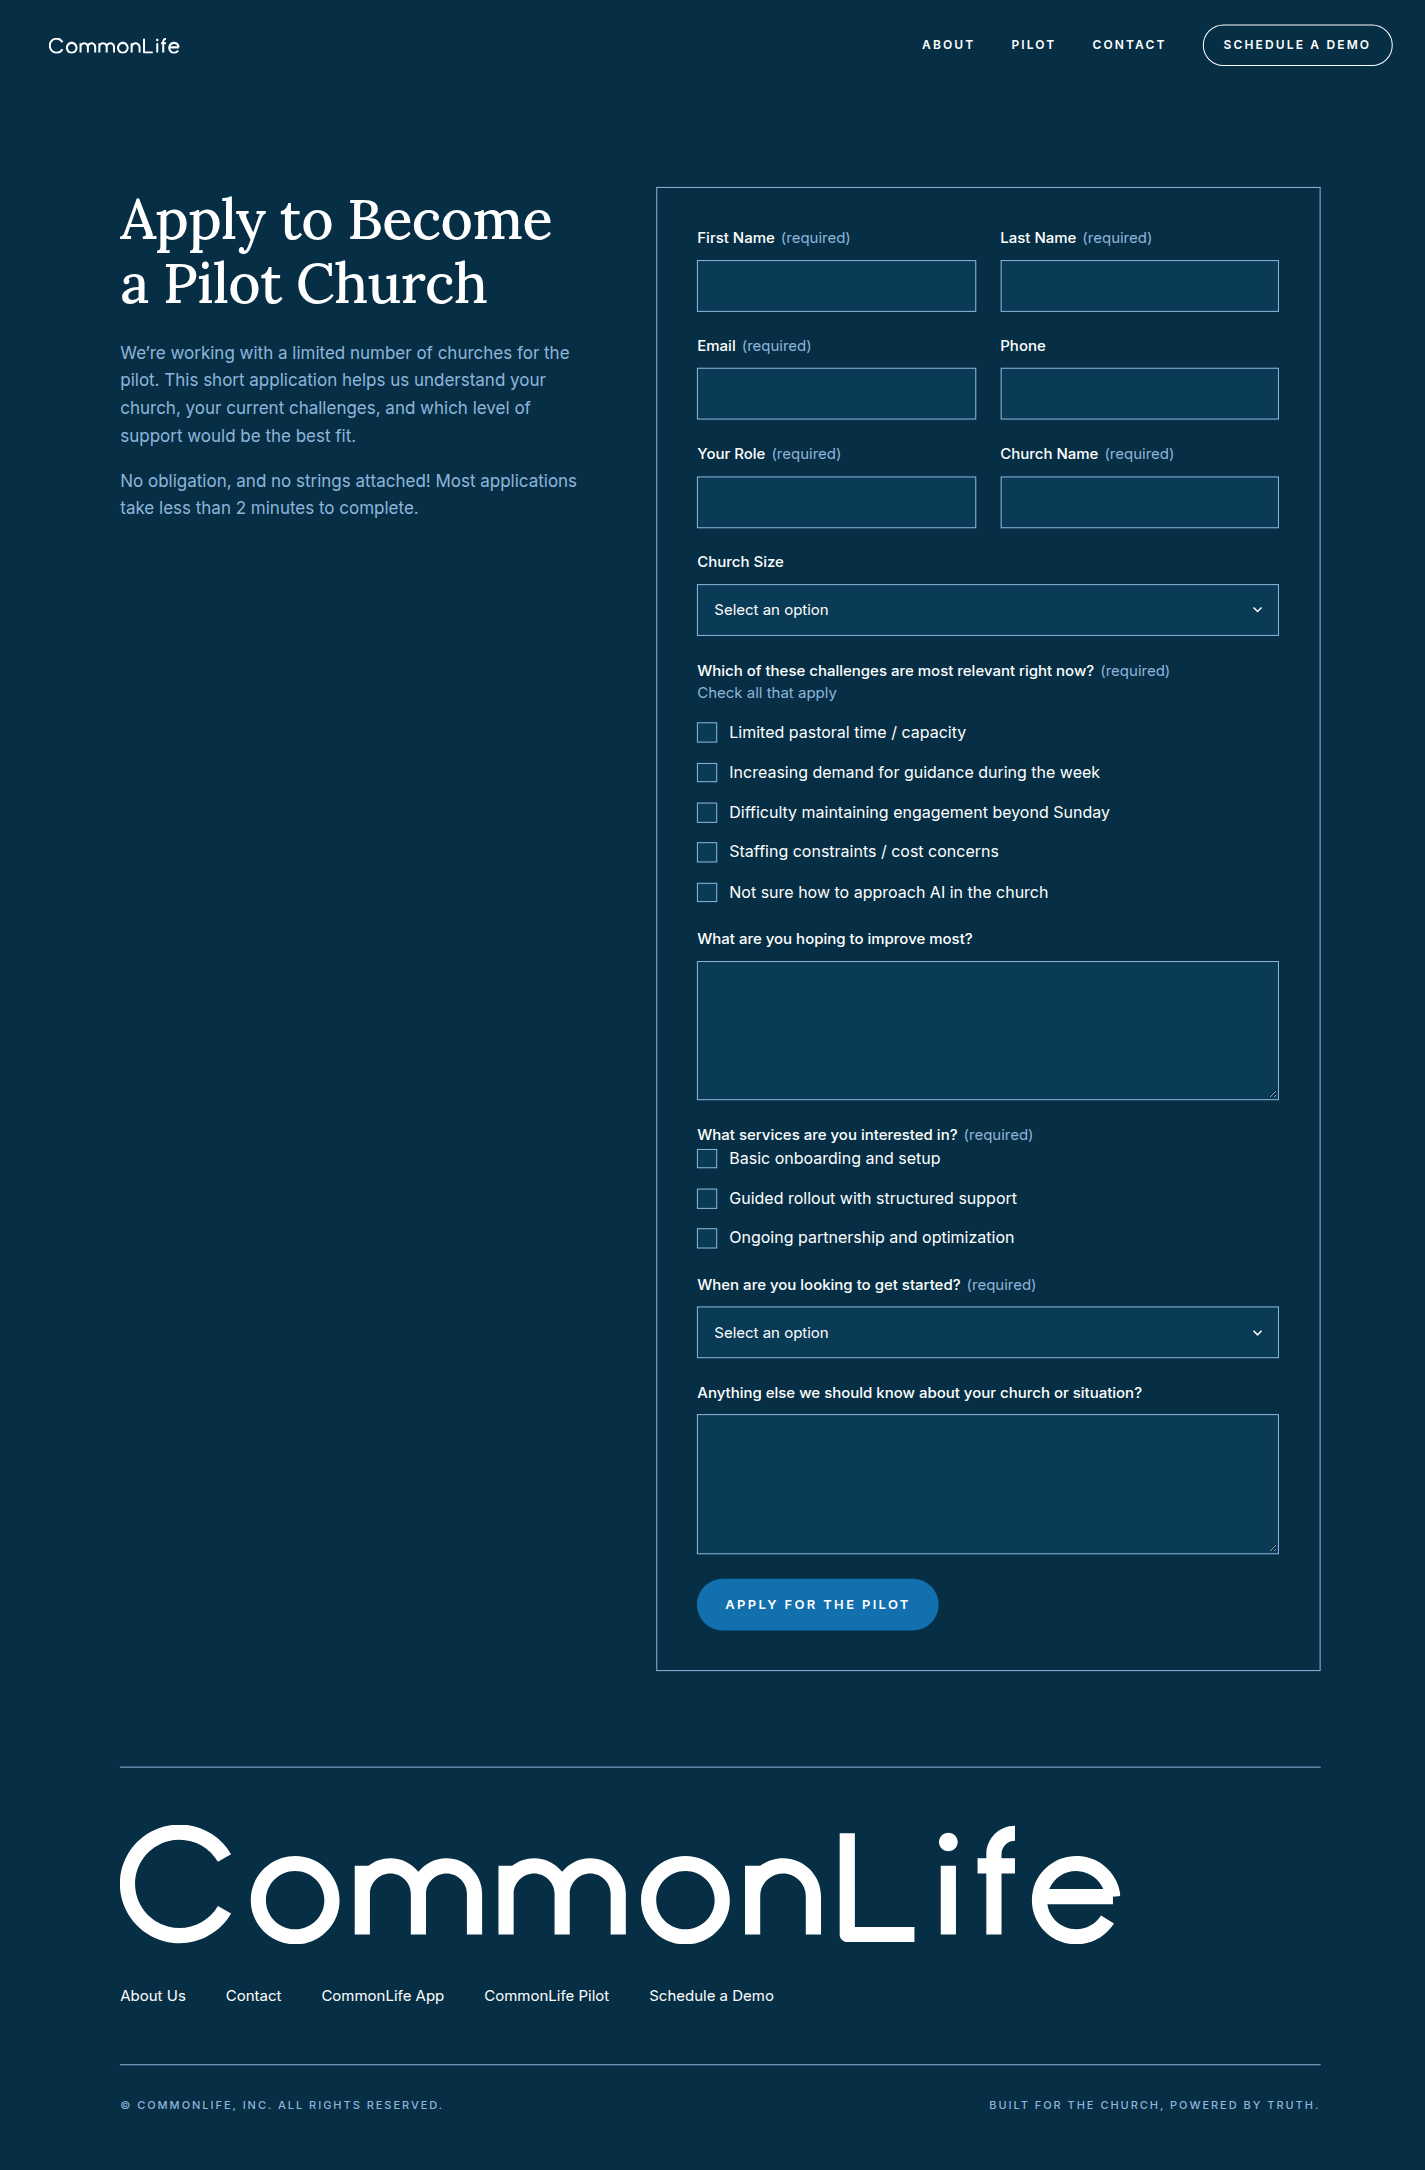 CommonLife
ABOUT
PILOT
CONTACT
SCHEDULE A DEMO
Apply to Become
a Pilot Church
We’re working with a limited number of churches for the
pilot. This short application helps us understand your
church, your current challenges, and which level of
support would be the best fit.
No obligation, and no strings attached! Most applications
take less than 2 minutes to complete.
First Name (required)
Last Name (required)
Email (required)
Phone
Your Role (required)
Church Name (required)
Church Size
Select an option
Which of these challenges are most relevant right now? (required)
Check all that apply
Limited pastoral time / capacity
Increasing demand for guidance during the week
Difficulty maintaining engagement beyond Sunday
Staffing constraints / cost concerns
Not sure how to approach AI in the church
What are you hoping to improve most?
What services are you interested in? (required)
Basic onboarding and setup
Guided rollout with structured support
Ongoing partnership and optimization
When are you looking to get started? (required)
Select an option
Anything else we should know about your church or situation?
APPLY FOR THE PILOT
CommonLife
About Us
Contact
CommonLife App
CommonLife Pilot
Schedule a Demo
© COMMONLIFE, INC. ALL RIGHTS RESERVED.
BUILT FOR THE CHURCH, POWERED BY TRUTH.